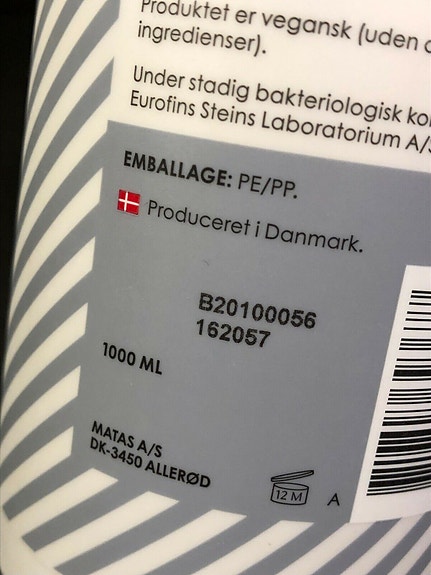 Produktet er vegansk (uden
ingredienser).
Under stadig bakteriologisk
Eurofins Steins Laboratorium A/S
EMBALLAGE: PE/PP.
Produceret i Danmark.
B20100056
162057
1000 ML
MATAS A/S
DK-3450 ALLERØD
12 M
A